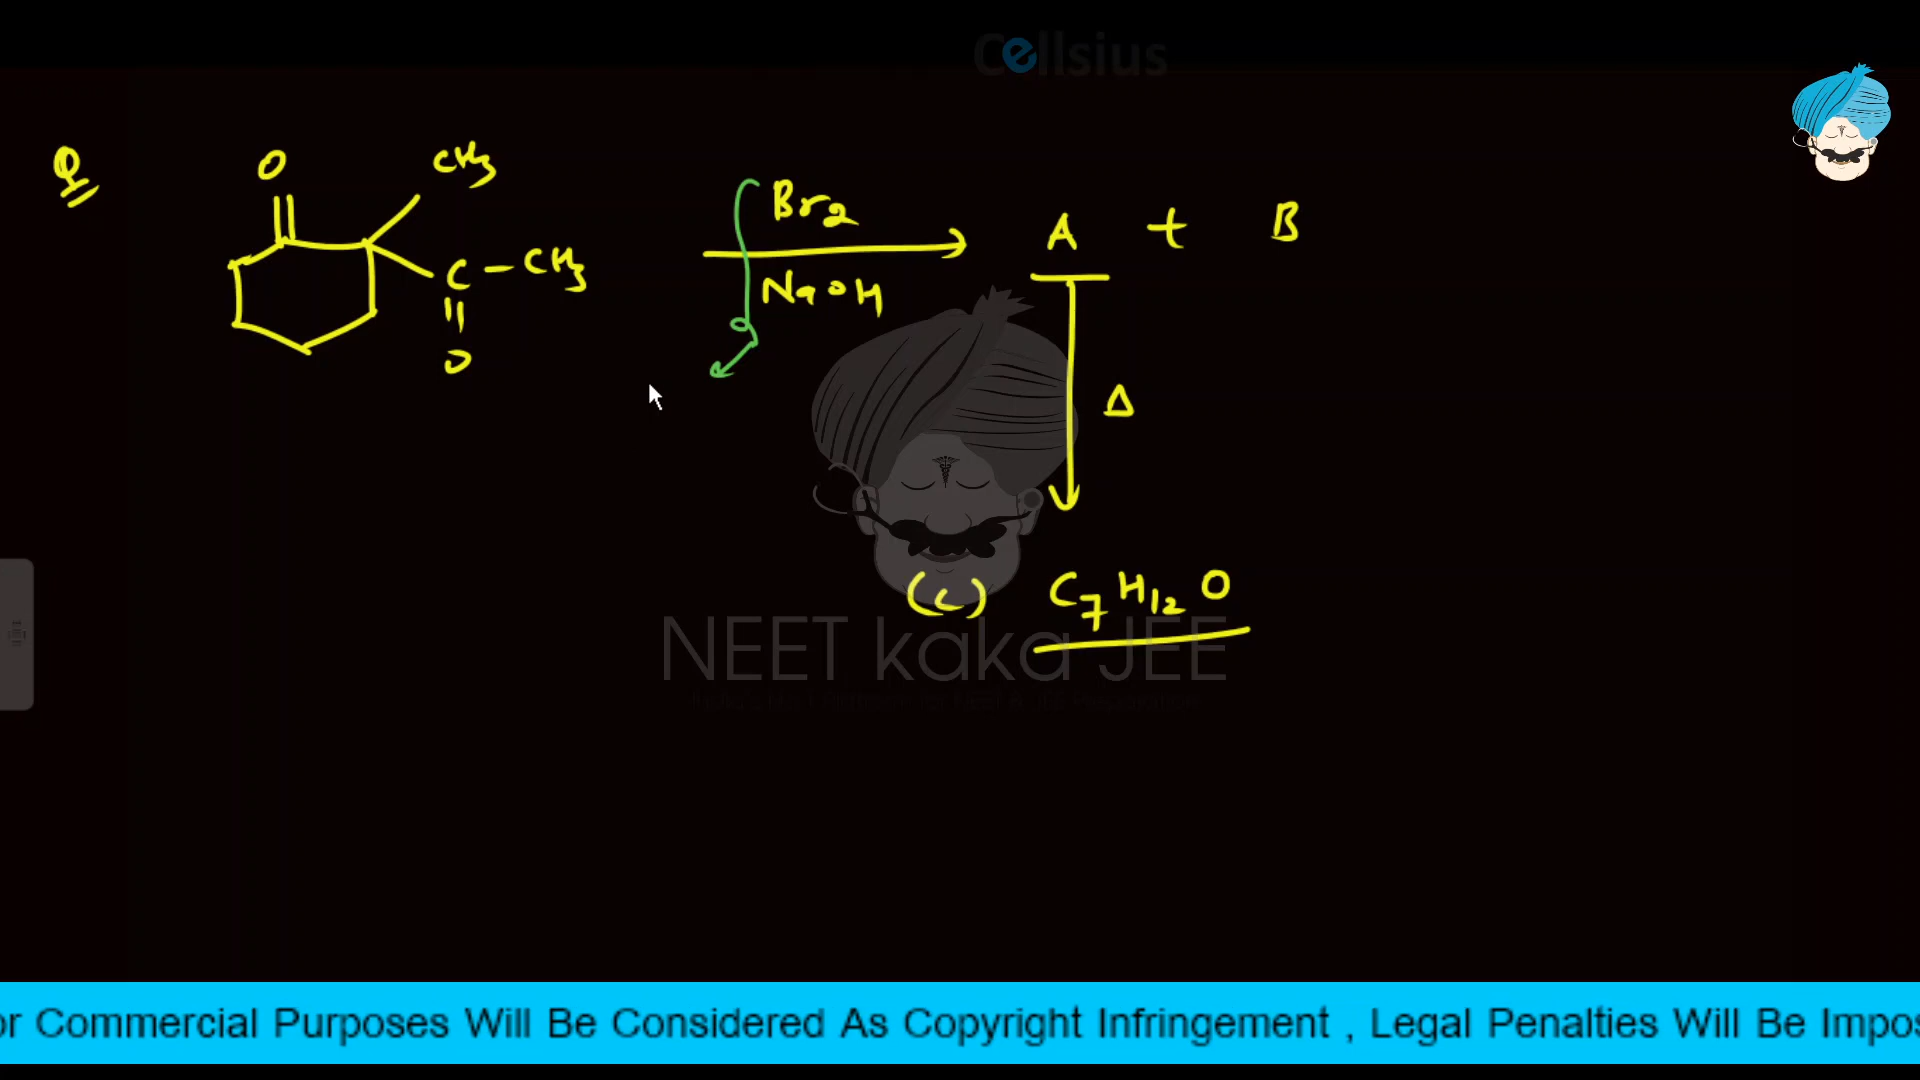 Cellsius
Q
O
CH3
C - CH3
O
Br2
NaOH
A + B
Δ
(C) C7H12O
NEET kaka JEE
or Commercial Purposes Will Be Considered As Copyright Infringement , Legal Penalties Will Be Impos